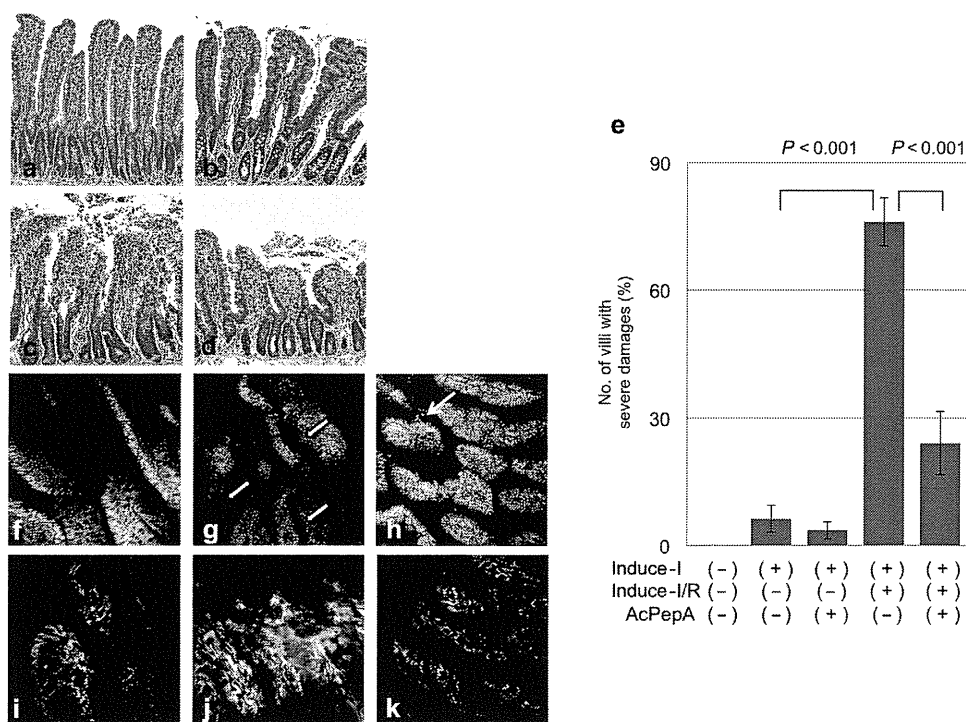 a
b
c
d
e
P < 0.001
P < 0.001
90
60
30
0
No. of villi with
severe damages (%)
Induce-I (−) (+) (+) (+) (+)
Induce-I/R (−) (−) (−) (+) (+)
AcPepA (−) (−) (+) (−) (+)
f
g
h
i
j
k